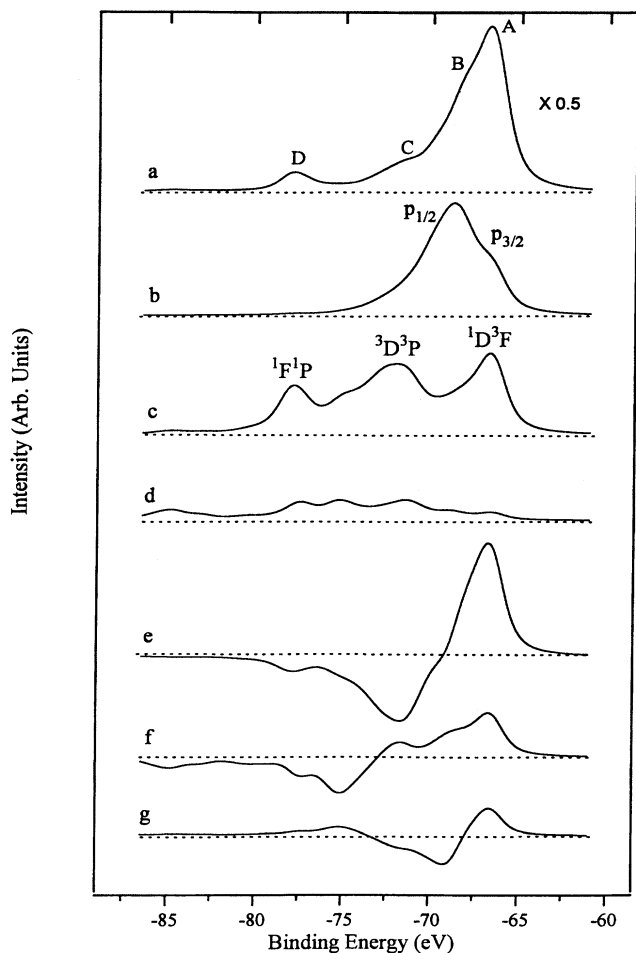 A
B
X 0.5
C
D
a
p1/2
p3/2
b
1F1P
3D3P
1D3F
c
d
e
f
g
Intensity (Arb. Units)
-85 -80 -75 -70 -65 -60
Binding Energy (eV)